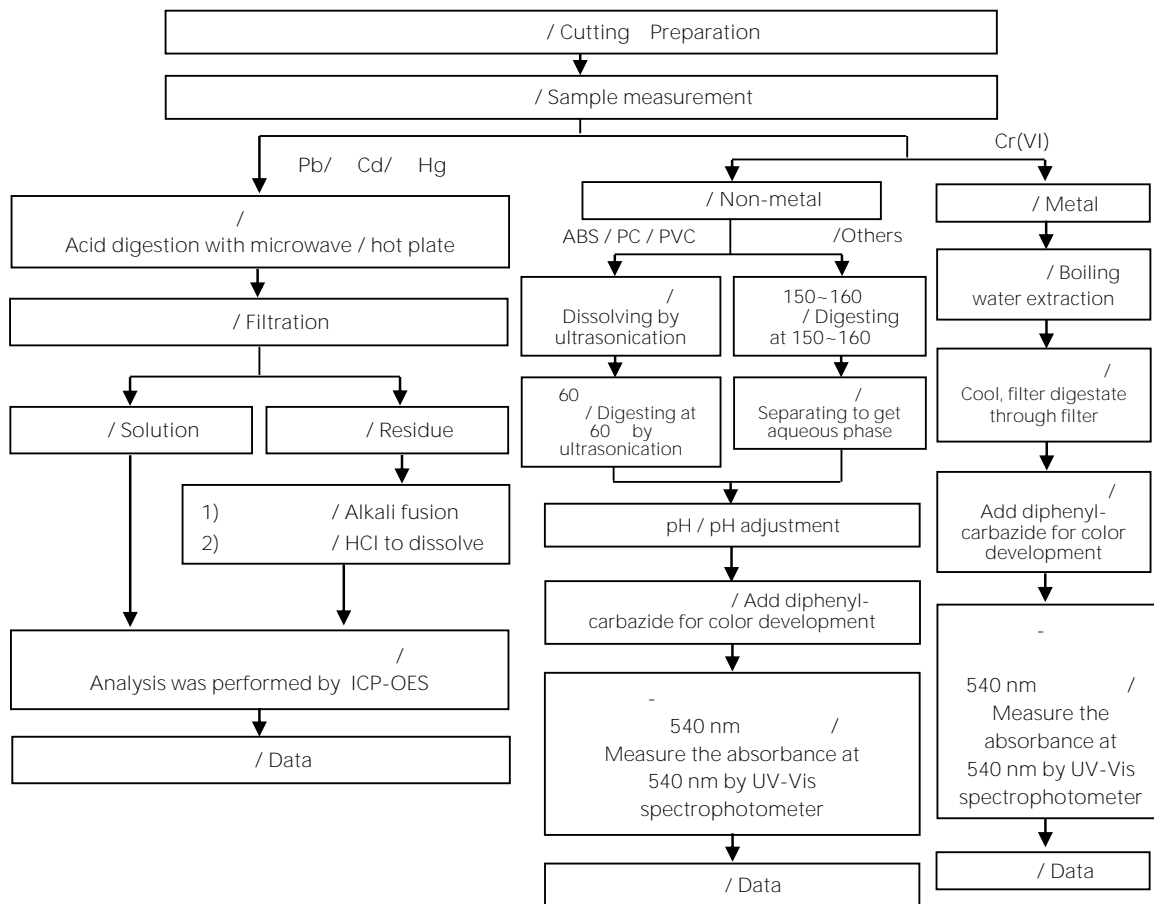 / Cutting Preparation
/ Sample measurement
Cr(VI)
Pb/ Cd/ Hg
/ Non-metal
/ Metal
/
Acid digestion with microwave / hot plate
ABS / PC / PVC
/Others
/ Boiling
water extraction
/
Dissolving by
ultrasonication
150~160
/ Digesting
at 150~160
/ Filtration
/
Cool, filter digestate
through filter
60
/ Digesting at
60 by
ultrasonication
/
Separating to get
aqueous phase
/ Solution
/ Residue
1) / Alkali fusion
2) / HCl to dissolve
pH / pH adjustment
/
Add diphenyl-
carbazide for color
development
/ Add diphenyl-
carbazide for color development
/
Analysis was performed by ICP-OES
/ Data
-
540 nm /
Measure the absorbance at
540 nm by UV-Vis
spectrophotometer
-
540 nm /
Measure the
absorbance at
540 nm by UV-Vis
spectrophotometer
/ Data
/ Data